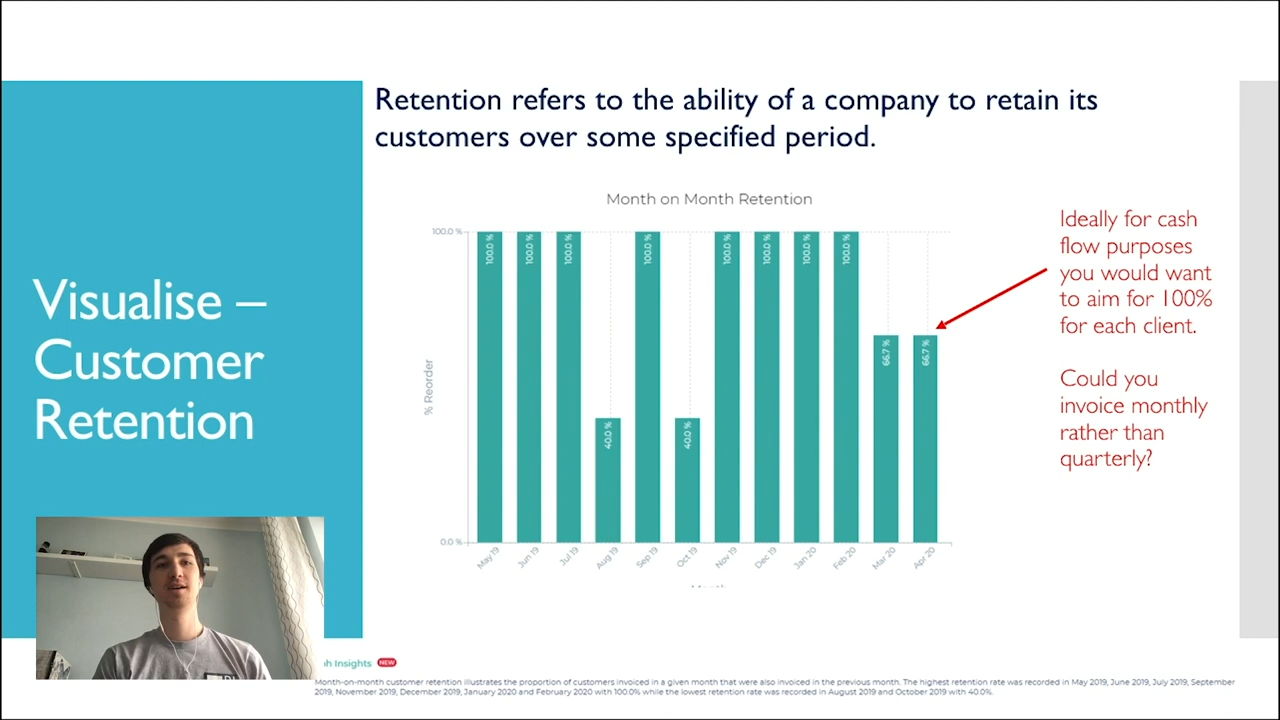 Retention refers to the ability of a company to retain its
customers over some specified period.
Visualise –
Customer
Retention
Month on Month Retention
100.0 %
0.0 %
% Reorder
100.0 %
100.0 %
100.0 %
40.0 %
100.0 %
40.0 %
100.0 %
100.0 %
100.0 %
100.0 %
66.7 %
66.7 %
May 19
Jun 19
Jul 19
Aug 19
Sep 19
Oct 19
Nov 19
Dec 19
Jan 20
Feb 20
Mar 20
Apr 20
Ideally for cash
flow purposes
you would want
to aim for 100%
for each client.
Could you
invoice monthly
rather than
quarterly?
Insights NEW
Month-on-month customer retention illustrates the proportion of customers invoiced in a given month that were also invoiced in the previous month. The highest retention rate was recorded in May 2019, June 2019, July 2019, September
2019, November 2019, December 2019, January 2020 and February 2020 with 100.0% while the lowest retention rate was recorded in August 2019 and October 2019 with 40.0%.